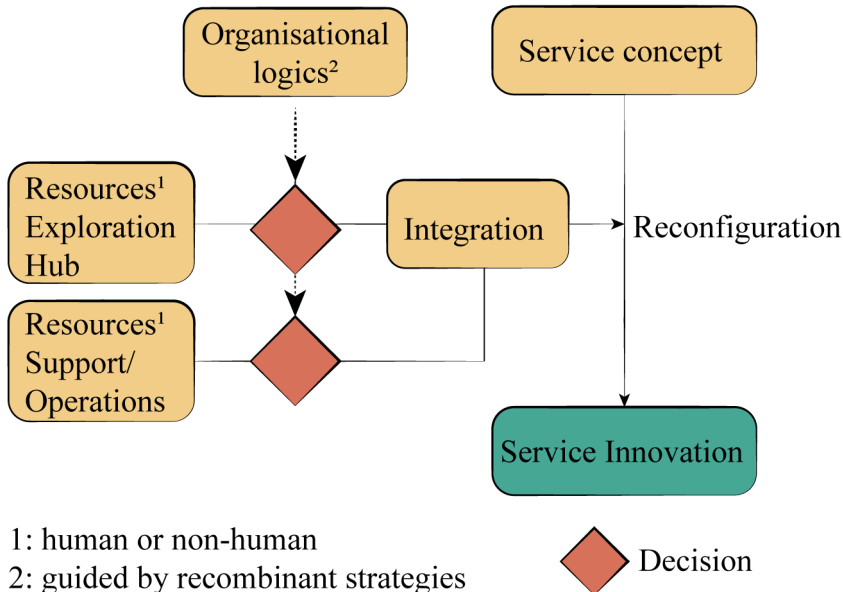 Organisational
logics²
Service concept
Resources¹
Exploration
Hub
Integration
Reconfiguration
Resources¹
Support/
Operations
Service Innovation
1: human or non-human
2: guided by recombinant strategies
Decision